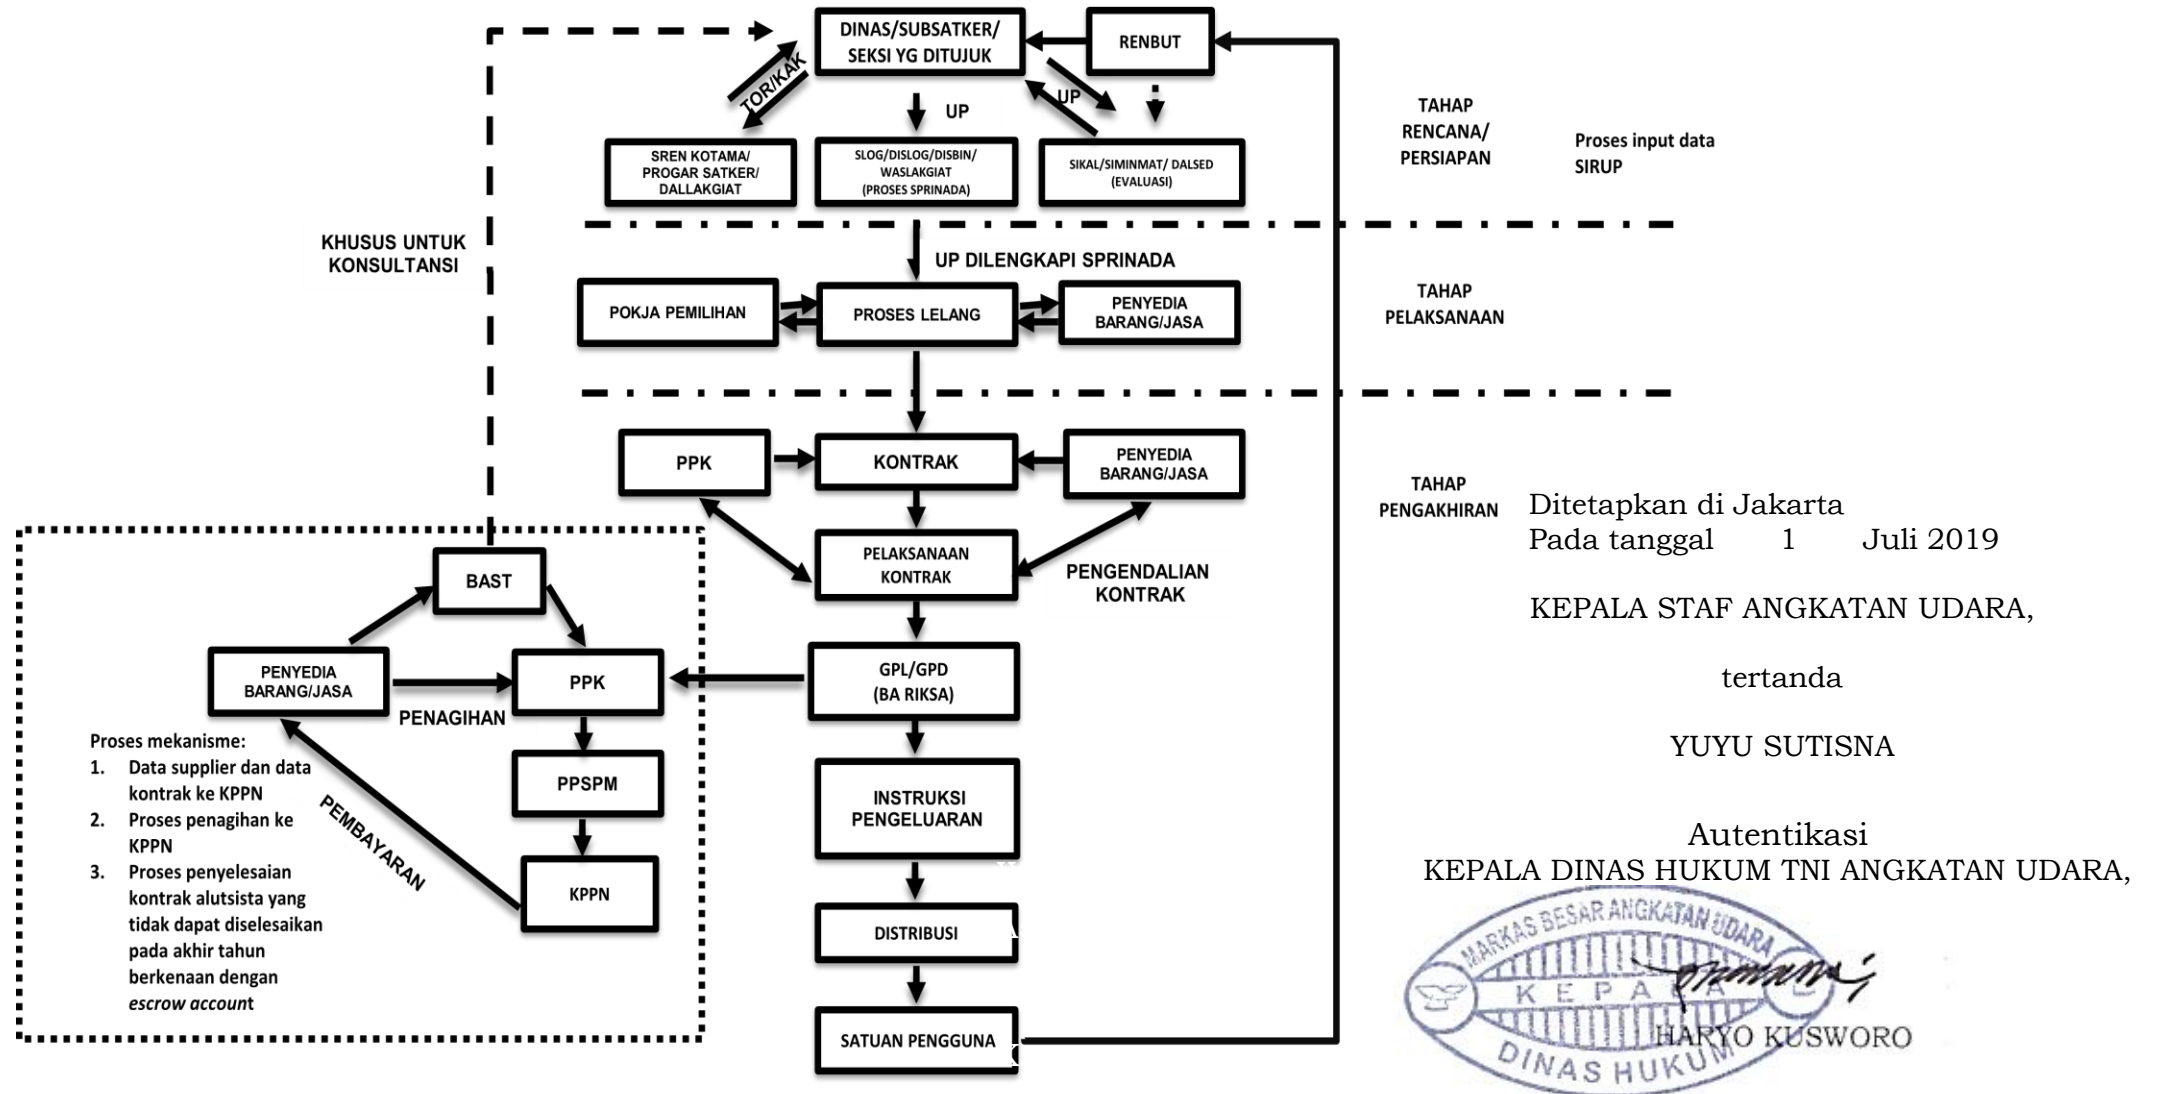 DINAS/SUBSATKER/
SEKSI YG DITUJUK
RENBUT
TOR/KAK
UP
UP
TAHAP
RENCANA/
PERSIAPAN
Proses input data
SIRUP
SREN KOTAMA/
PROGAR SATKER/
DALLAKGIAT
SLOG/DISLOG/DISBIN/
WASLAKGIAT
(PROSES SPRINADA)
SIKAL/SIMINMAT/ DALSED
(EVALUASI)
KHUSUS UNTUK
KONSULTANSI
UP DILENGKAPI SPRINADA
POKJA PEMILIHAN
PROSES LELANG
PENYEDIA
BARANG/JASA
TAHAP
PELAKSANAAN
PPK
KONTRAK
PENYEDIA
BARANG/JASA
TAHAP
PENGAKHIRAN
PELAKSANAAN
KONTRAK
PENGENDALIAN
KONTRAK
BAST
PENYEDIA
BARANG/JASA
PENAGIHAN
PPK
GPL/GPD
(BA RIKSA)
PPSPM
KPPN
PEMBAYARAN
Proses mekanisme:
1. Data supplier dan data
kontrak ke KPPN
2. Proses penagihan ke
KPPN
3. Proses penyelesaian
kontrak alutsista yang
tidak dapat diselesaikan
pada akhir tahun
berkenaan dengan
escrow account
INSTRUKSI
PENGELUARAN
DISTRIBUSI
SATUAN PENGGUNA
Ditetapkan di Jakarta
Pada tanggal 1 Juli 2019
KEPALA STAF ANGKATAN UDARA,
tertanda
YUYU SUTISNA
Autentikasi
KEPALA DINAS HUKUM TNI ANGKATAN UDARA,
MARKAS BESAR ANGKATAN UDARA
KEPALA
DINAS HUKUM
HARYO KUSWORO